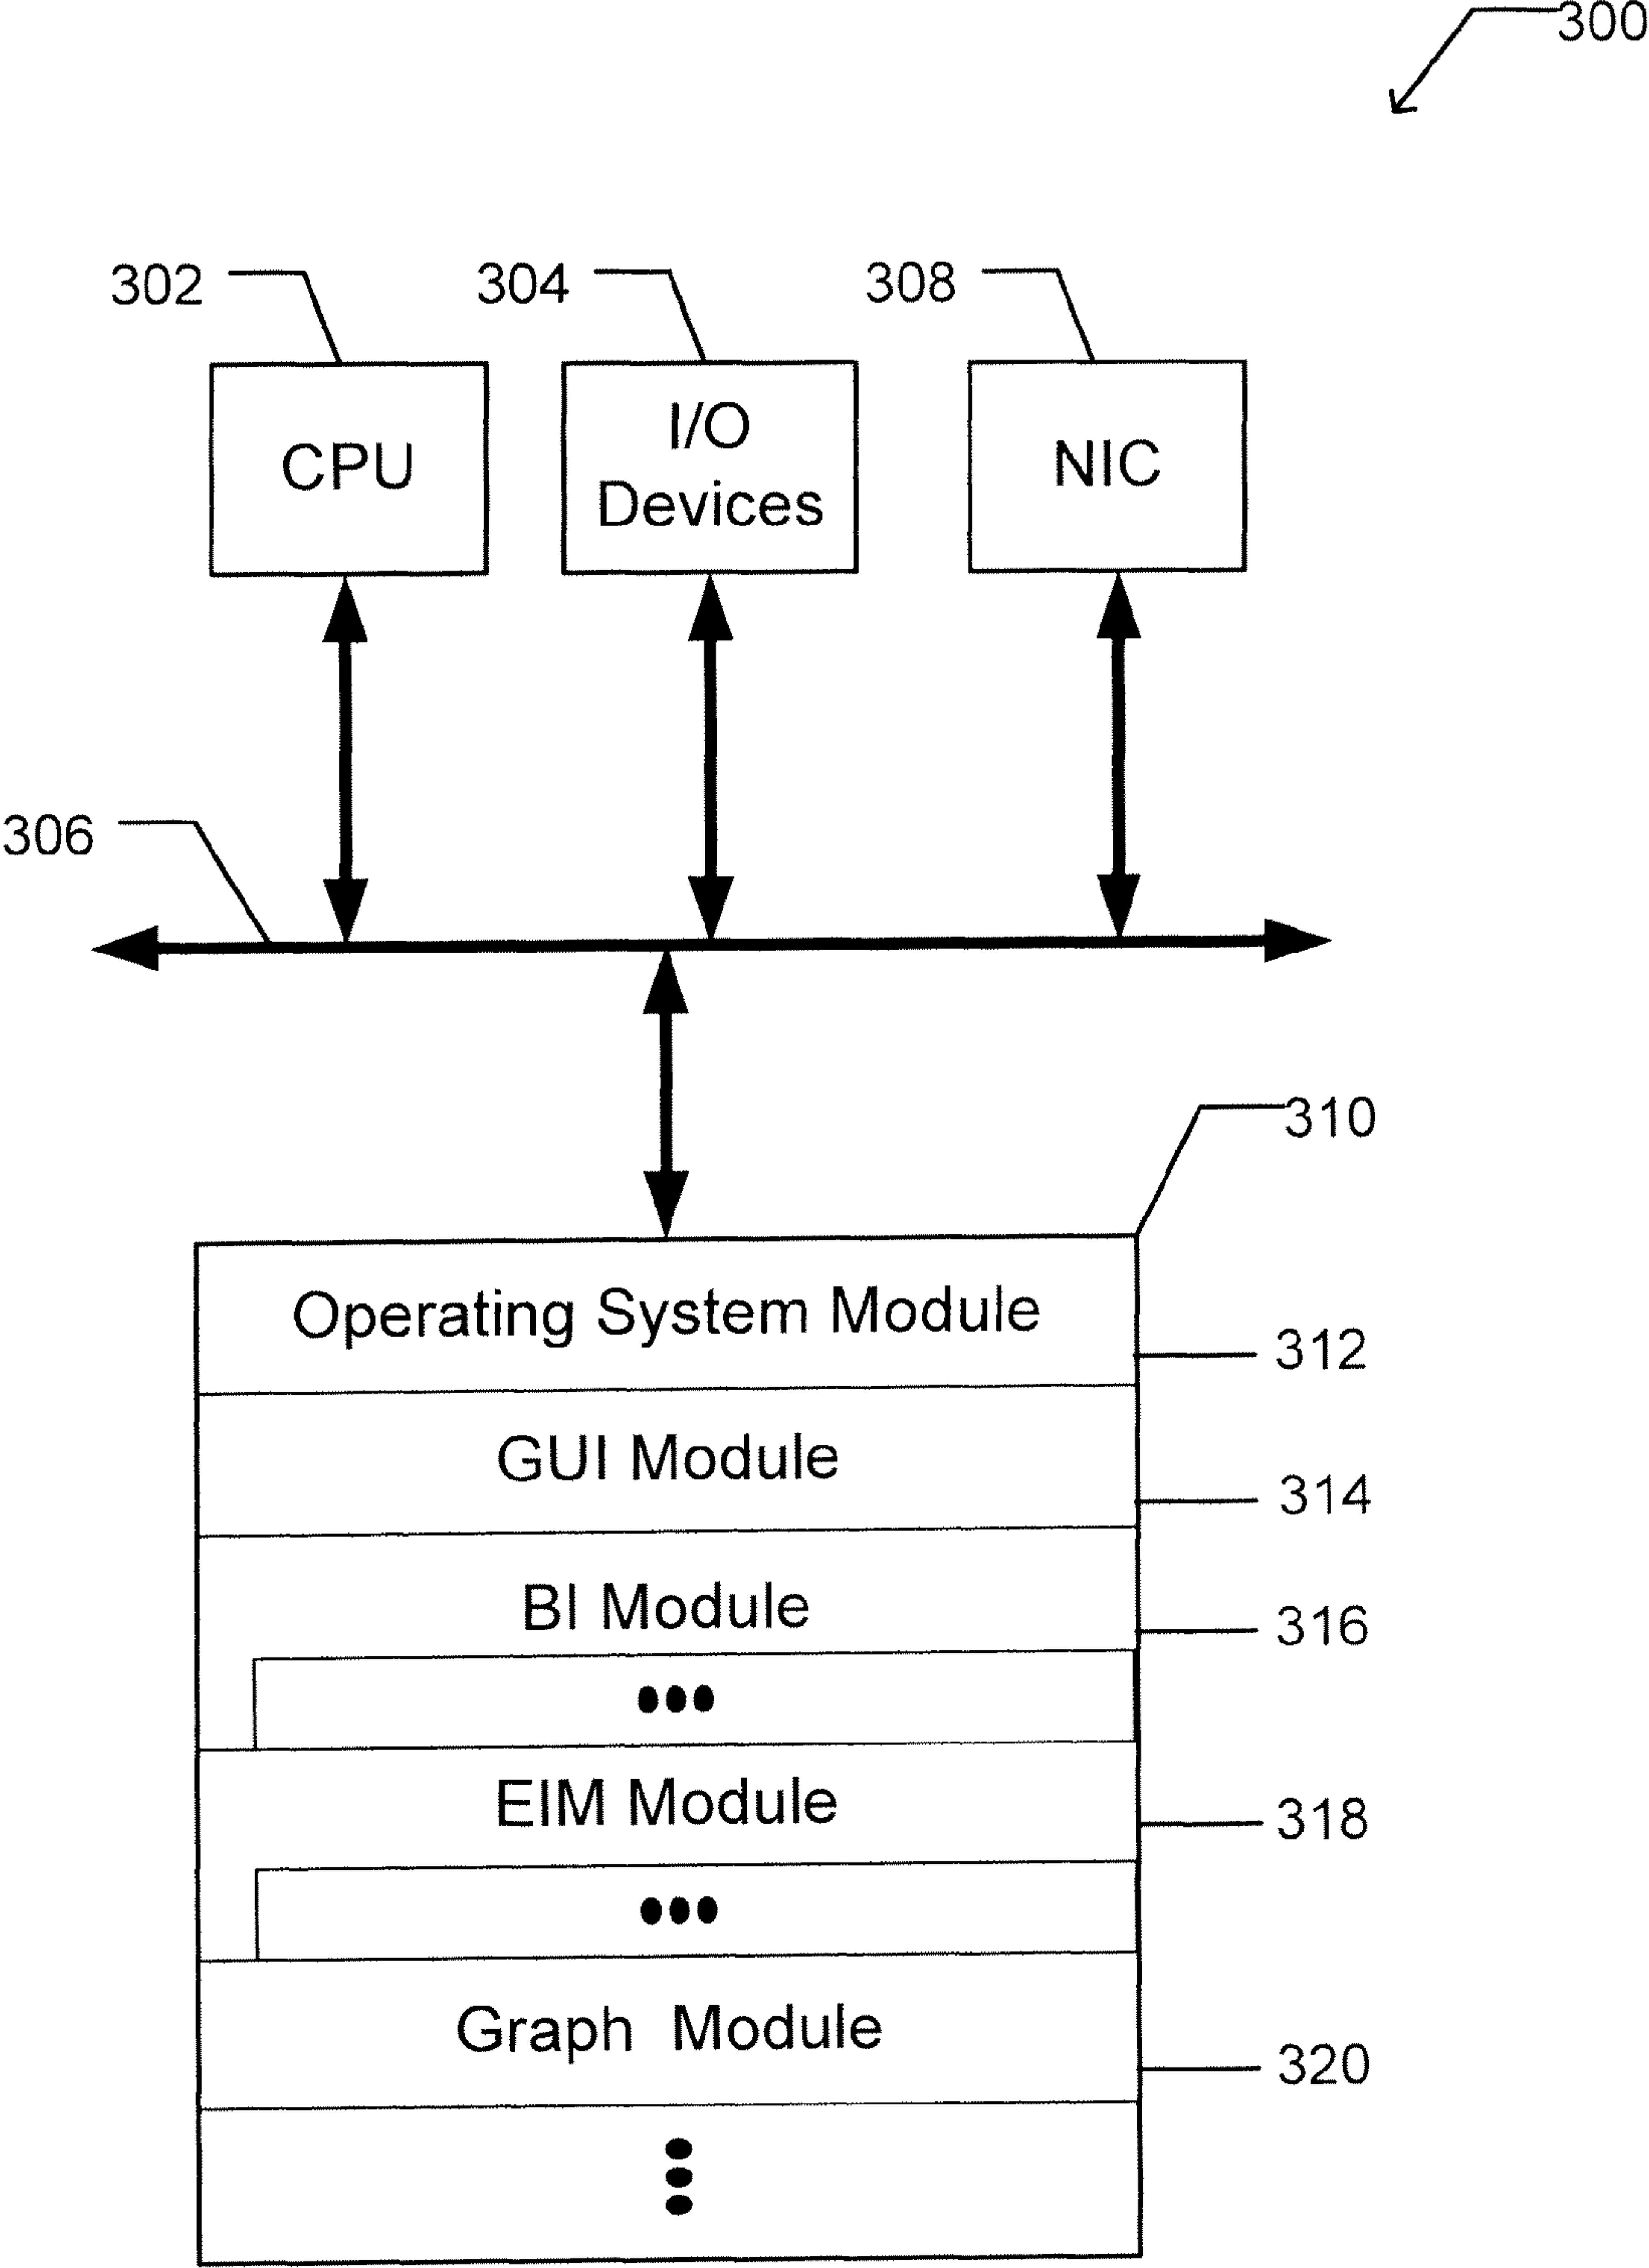 300
302
304
308
CPU
I/O
Devices
NIC
306
310
Operating System Module
312
GUI Module
314
BI Module
316
EIM Module
318
Graph Module
320